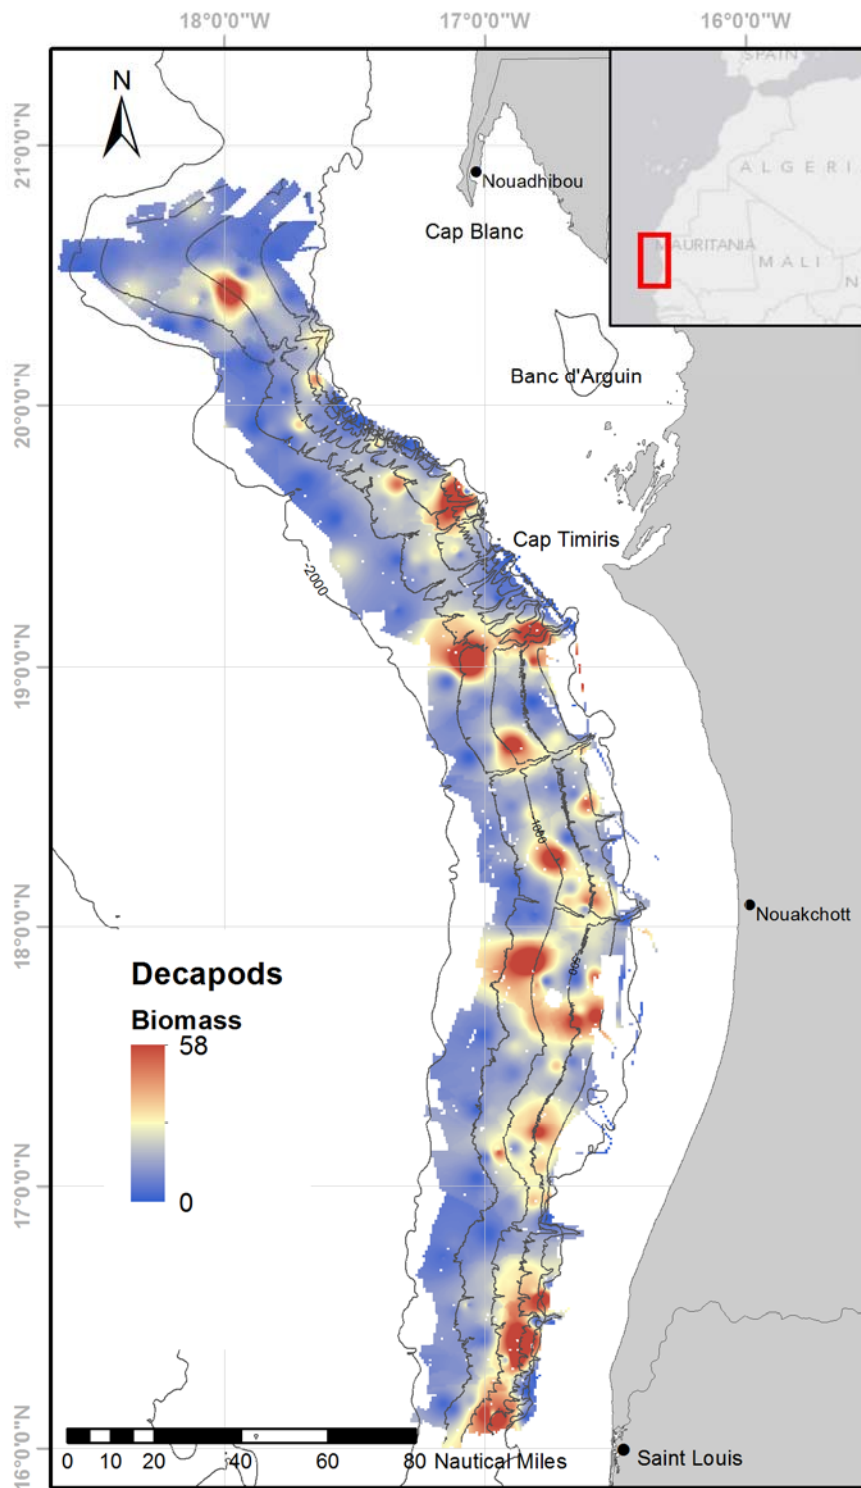 18°0'0"W 17°0'0"W 16°0'0"W
N
SPAIN
ALGERI
MAURITANIA
MALI
N
21°0'0"N
Nouadhibou
Cap Blanc
Banc d'Arguin
20°0'0"N
Cap Timiris
-2000
19°0'0"N
-1000
Nouakchott
18°0'0"N
-500
Decapods
Biomass
58
0
17°0'0"N
16°0'0"N
0 10 20 40 60 80 Nautical Miles
Saint Louis